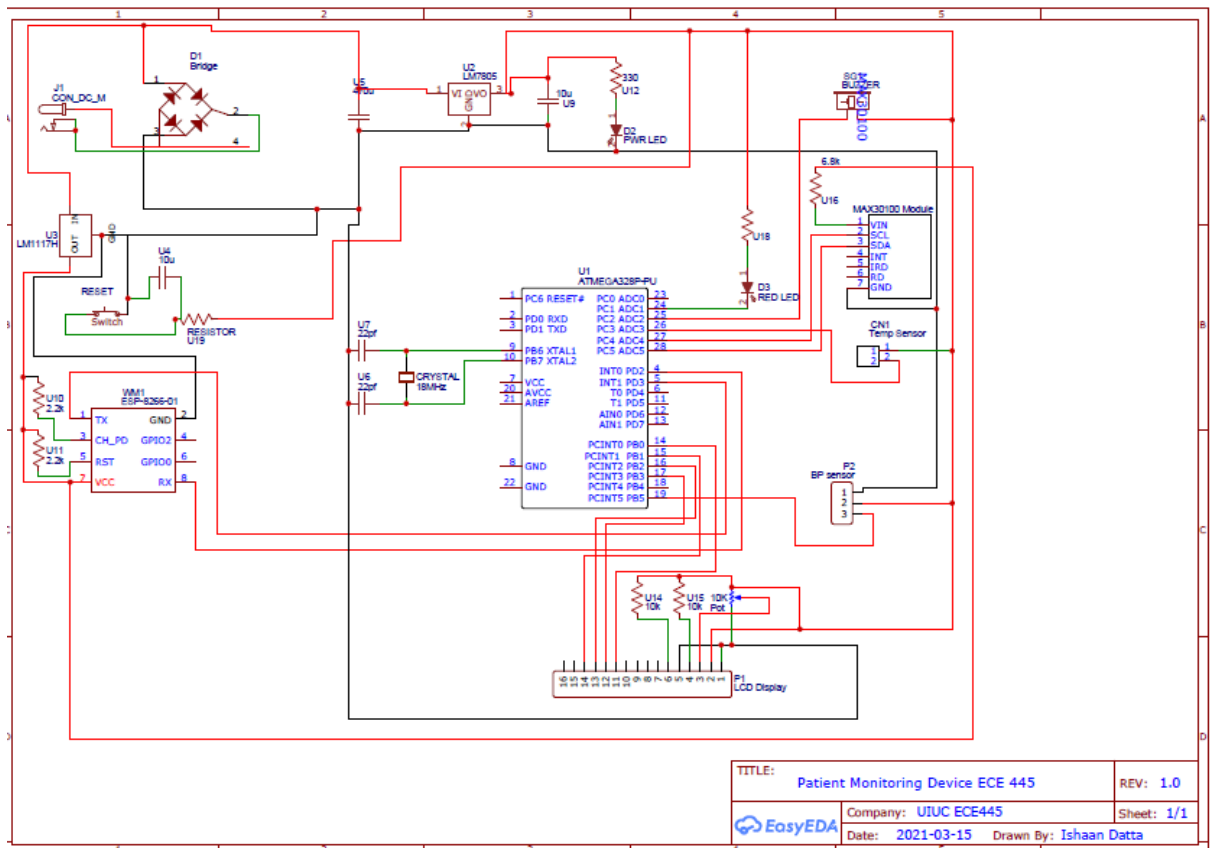 1 2 3 4 5
D1
Bridge
J1
CON_DC_M
1
2
3
4
U2
LM7805
1 VI VO 3
GND
2
10u
U9
330
U12
1
D2
2
PWR LED
BUZZER
6.8k
U16
MAX30100 Module
1 VIN
2 SCL
3 SDA
4 INT
5 IRD
6 RD
7 GND
A
A
U3
LM1117H
IN
OUT
GND
U4
10u
RESET
Switch
RESISTOR
U19
U18
1
D3
2
RED LED
CN1
Temp Sensor
1 1
2 2
B
B
U7
22pf
U6
22pf
CRYSTAL
16MHz
U1
ATMEGA328P-PU
1 PC6 RESET#
2 PD0 RXD
3 PD1 TXD
9 PB6 XTAL1
10 PB7 XTAL2
7 VCC
20 AVCC
21 AREF
8 GND
22 GND
PC0 ADC0 23
PC1 ADC1 24
PC2 ADC2 25
PC3 ADC3 26
PC4 ADC4 27
PC5 ADC5 28
INT0 PD2 4
INT1 PD3 5
T0 PD4 6
T1 PD5 11
AIN0 PD6 12
AIN1 PD7 13
PCINT0 PB0 14
PCINT1 PB1 15
PCINT2 PB2 16
PCINT3 PB3 17
PCINT4 PB4 18
PCINT5 PB5 19
U10
2.2k
U11
2.2k
WM1
ESP-8266-01
1 TX GND 2
3 CH_PD GPIO2 4
5 RST GPIO0 6
7 VCC RX 8
P2
BP sensor
1
2
3
C
C
U14
10k
U15
10k
10K
Pot
16 15 14 13 12 11 10 9 8 7 6 5 4 3 2 1
P1
LCD Display
D
TITLE:
Patient Monitoring Device ECE 445
REV: 1.0
EasyEDA
Company: UIUC ECE445
Sheet: 1/1
Date: 2021-03-15 Drawn By: Ishaan Datta